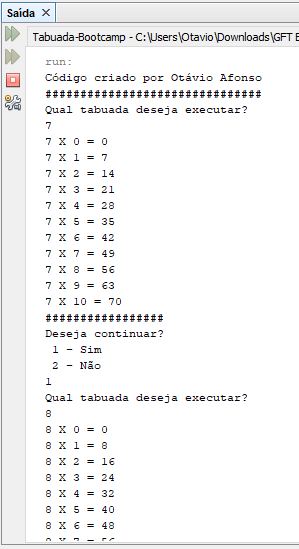 Saída
Tabuada-Bootcamp - C:\Users\Otavio\Downloads\GFT
run:
Código criado por Otávio Afonso
###############################
Qual tabuada deseja executar?
7
7 X 0 = 0
7 X 1 = 7
7 X 2 = 14
7 X 3 = 21
7 X 4 = 28
7 X 5 = 35
7 X 6 = 42
7 X 7 = 49
7 X 8 = 56
7 X 9 = 63
7 X 10 = 70
#################
Deseja continuar?
1 - Sim
2 - Não
1
Qual tabuada deseja executar?
8
8 X 0 = 0
8 X 1 = 8
8 X 2 = 16
8 X 3 = 24
8 X 4 = 32
8 X 5 = 40
8 X 6 = 48
8 X 7 = 56